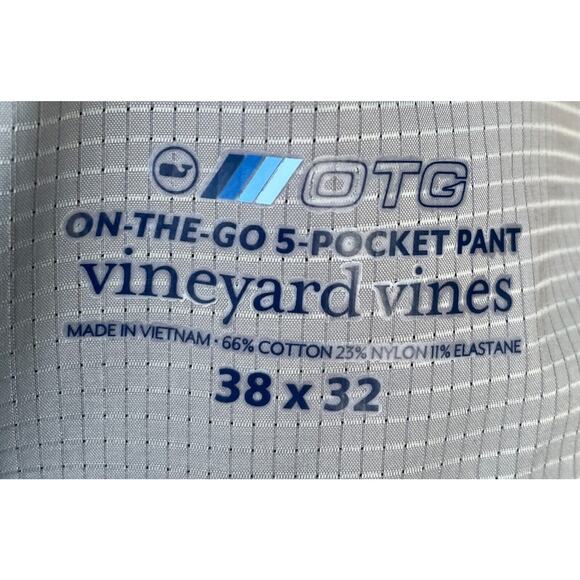 OTG
ON-THE-GO 5-POCKET PANT
vineyard vines
MADE IN VIETNAM · 66% COTTON 23% NYLON 11% ELASTANE
38 x 32